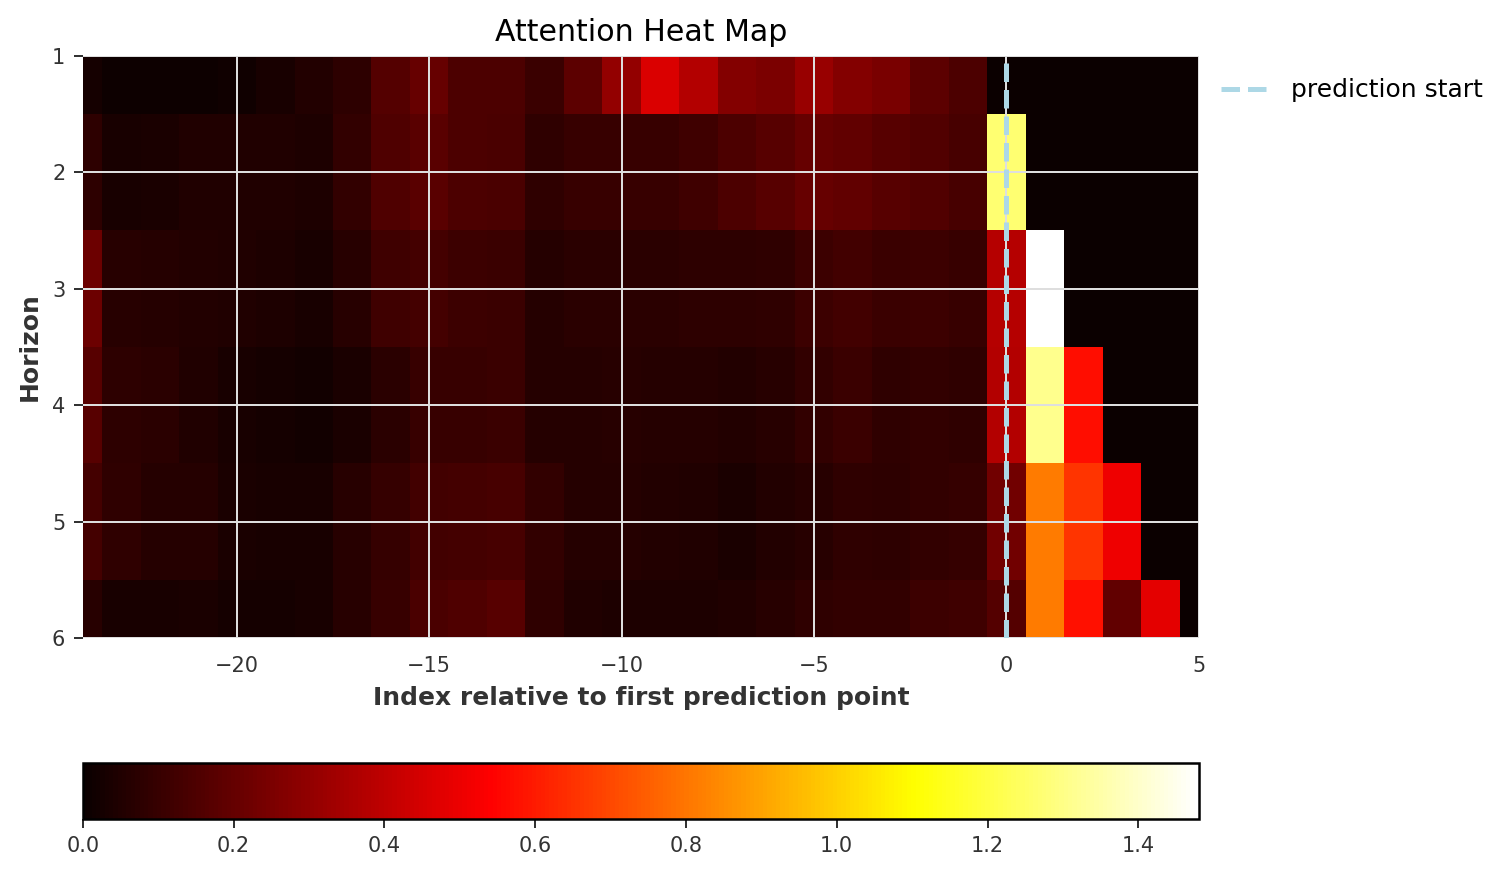 Attention Heat Map
prediction start
Horizon
1
2
3
4
5
6
−20 −15 −10 −5 0 5
Index relative to first prediction point
0.0 0.2 0.4 0.6 0.8 1.0 1.2 1.4